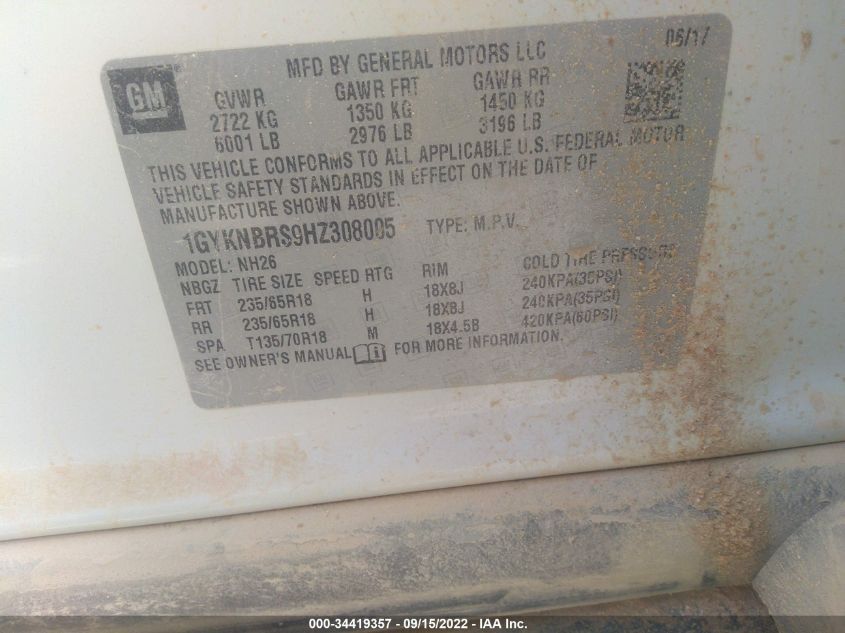 MFD BY GENERAL MOTORS LLC 06/17
GM
GVWR GAWR FRT GAWR RR
2722 KG 1350 KG 1450 KG
6001 LB 2976 LB 3196 LB
THIS VEHICLE CONFORMS TO ALL APPLICABLE U.S. FEDERAL MOTOR
VEHICLE SAFETY STANDARDS IN EFFECT ON THE DATE OF
MANUFACTURE SHOWN ABOVE.
1GYKNBRS9HZ308005 TYPE: M.P.V.
MODEL: NH26
NBGZ TIRE SIZE SPEED RTG RIM COLD TIRE PRESSURE
FRT 235/65R18 H 18X8J 240KPA(35PSI)
RR 235/65R18 H 18X8J 240KPA(35PSI)
SPA T135/70R18 M 18X4.5B 420KPA(60PSI)
SEE OWNER'S MANUAL FOR MORE INFORMATION.
000-34419357 - 09/15/2022 - IAA Inc.